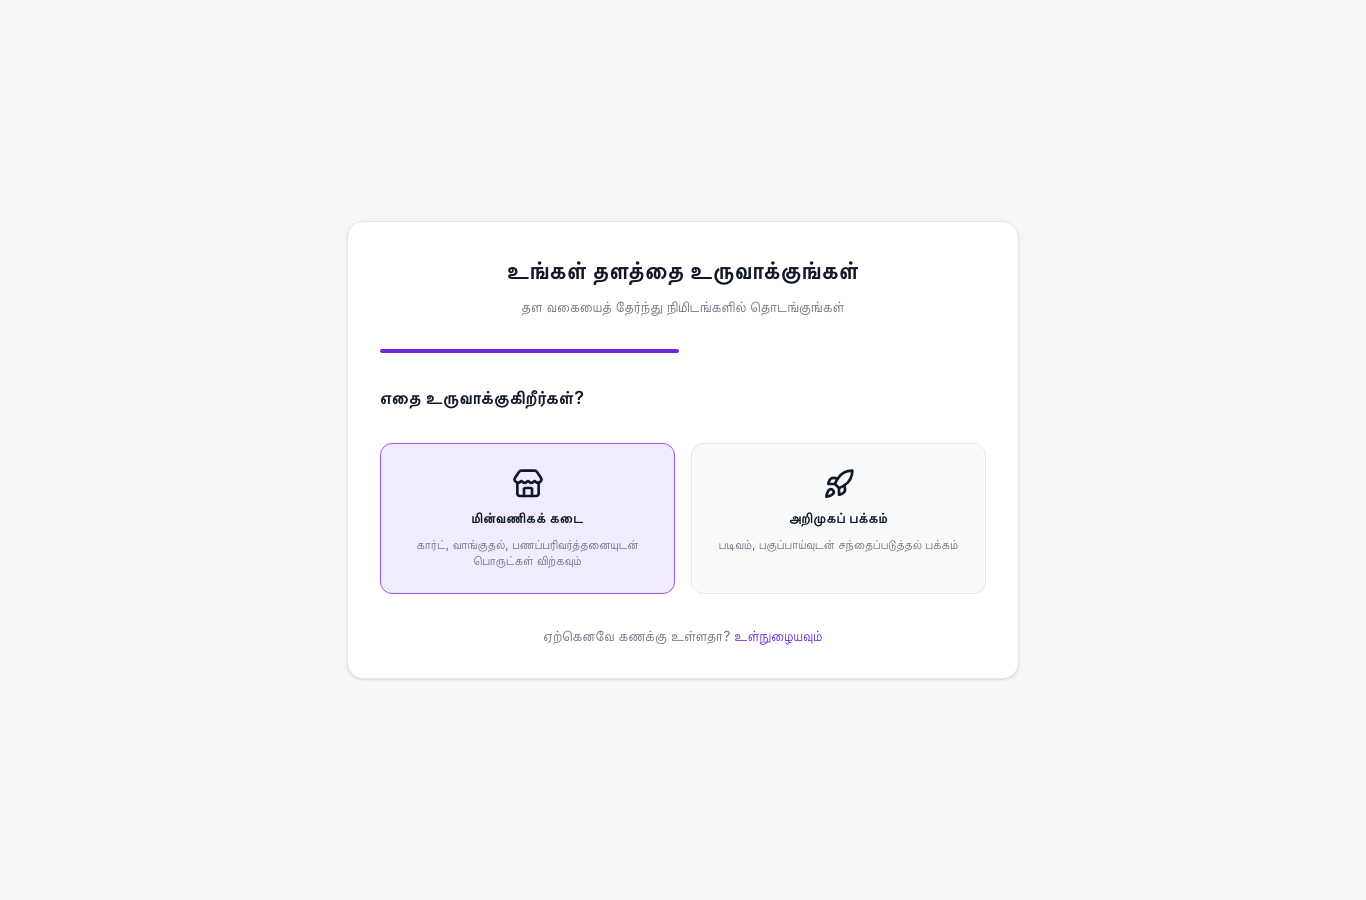 உங்கள் தளத்தை உருவாக்குங்கள்
தள வகையைத் தேர்ந்து நிமிடங்களில் தொடங்குங்கள்
எதை உருவாக்குகிறீர்கள்?
மின்வணிகக் கடை
கார்ட், வாங்குதல், பணப்பரிவர்த்தனையுடன்
பொருட்கள் விற்கவும்
அறிமுகப் பக்கம்
படிவம், பகுப்பாய்வுடன் சந்தைப்படுத்தல் பக்கம்
ஏற்கெனவே கணக்கு உள்ளதா? உள்நுழையவும்